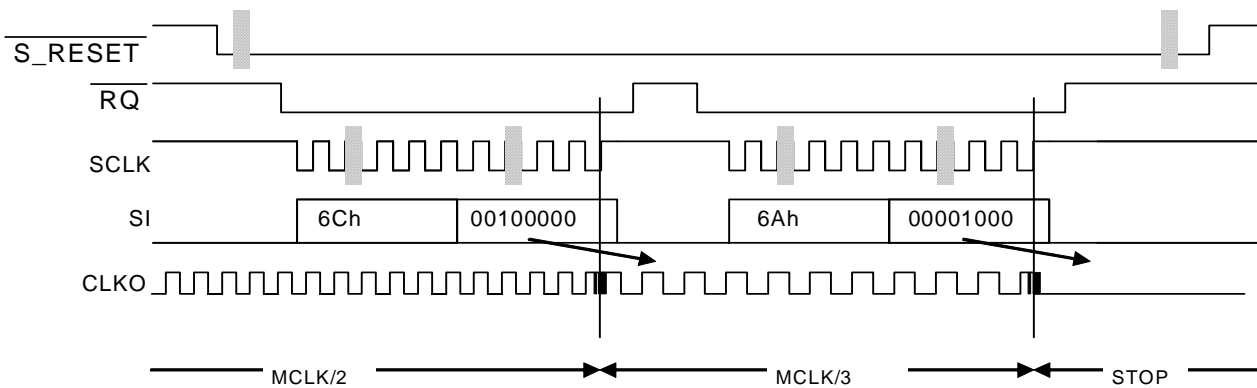 S_RESET
RQ
SCLK
SI 6Ch 00100000 6Ah 00001000
CLKO
MCLK/2 MCLK/3 STOP